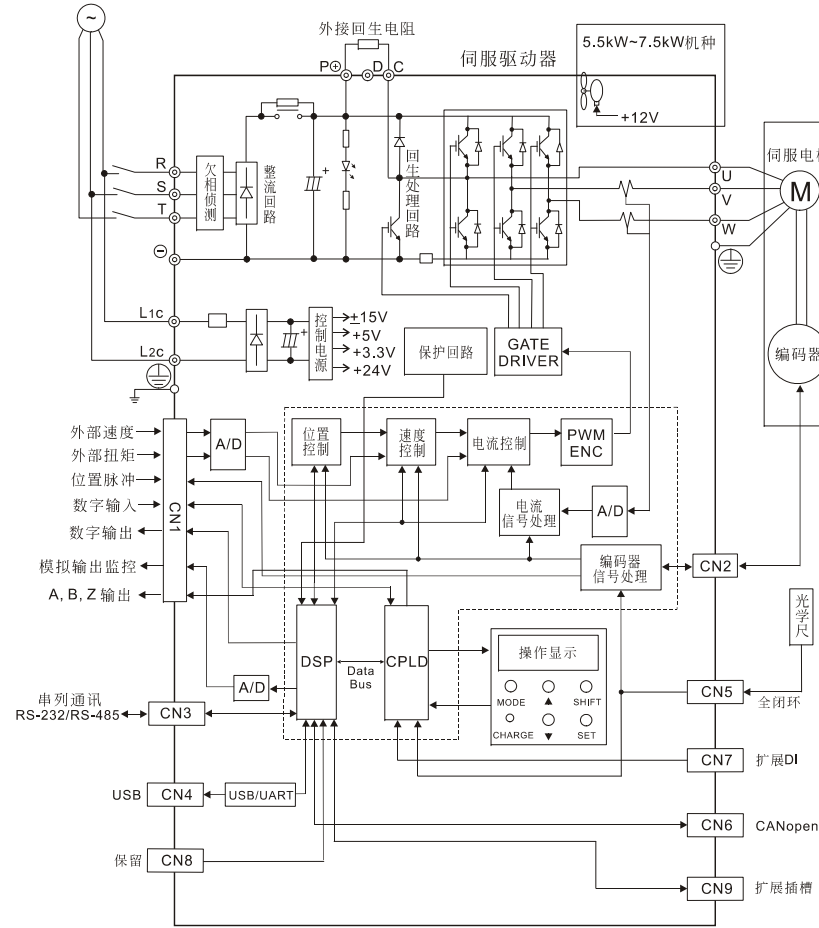 外接回生电阻
P⊕ D C
伺服驱动器
5.5kW~7.5kW机种
+12V
伺服电机
R
S
T
欠相侦测
整流回路
回生处理回路
U
V
W
M
⊖
L1c
L2c
控制电源
±15V
+5V
+3.3V
+24V
保护回路
GATE
DRIVER
编码器
外部速度
外部扭矩
位置脉冲
数字输入
数字输出
模拟输出监控
A, B, Z 输出
CN1
A/D
位置
控制
速度
控制
电流控制
PWM
ENC
电流
信号处理
A/D
编码器
信号处理
CN2
光学尺
DSP
Data
Bus
CPLD
操作显示
MODE
▲
SHIFT
CHARGE
▼
SET
A/D
串列通讯
RS-232/RS-485
CN3
CN5
全闭环
CN7
扩展DI
USB
CN4
USB/UART
CN6
CANopen
保留
CN8
CN9
扩展插槽